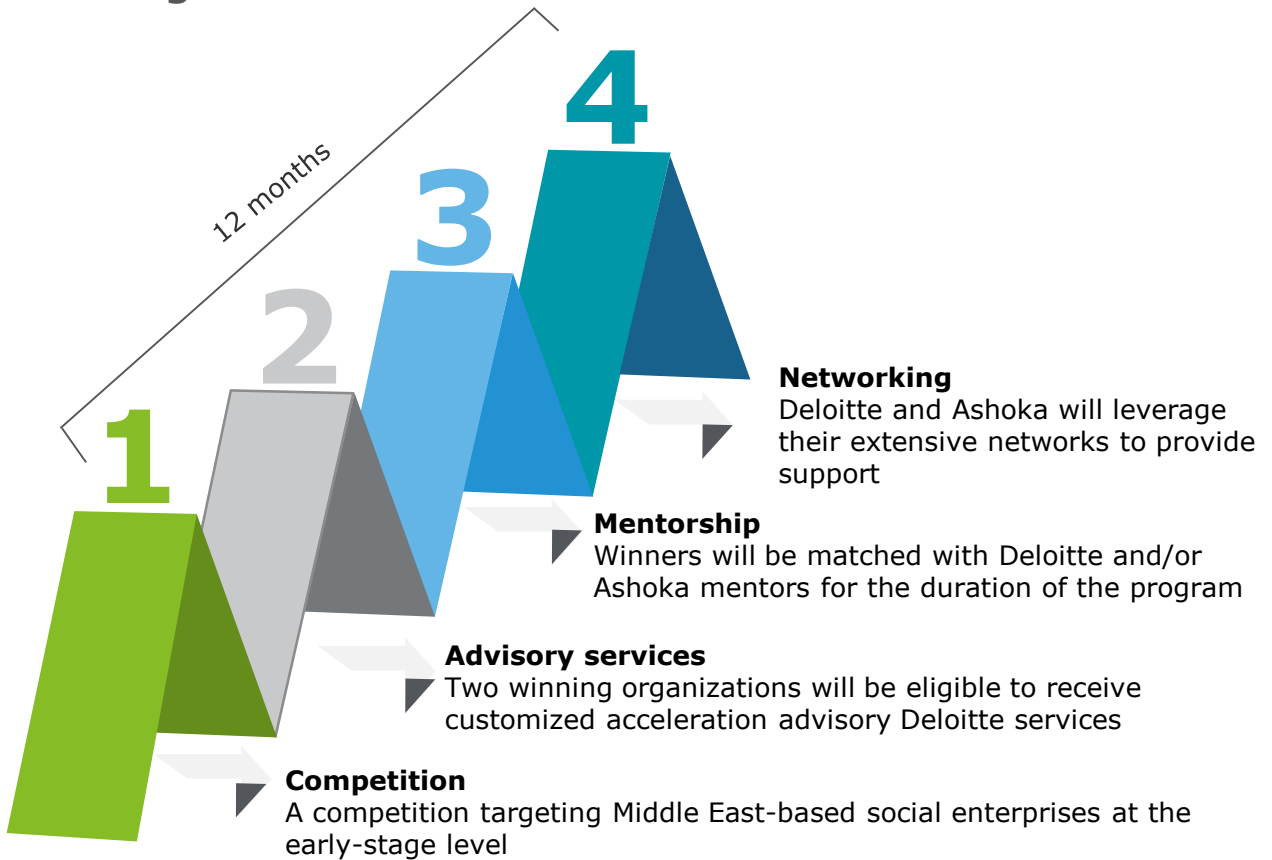 12 months
4
3
2
1
Networking
Deloitte and Ashoka will leverage
their extensive networks to provide
support
Mentorship
Winners will be matched with Deloitte and/or
Ashoka mentors for the duration of the program
Advisory services
Two winning organizations will be eligible to receive
customized acceleration advisory Deloitte services
Competition
A competition targeting Middle East-based social enterprises at the
early-stage level